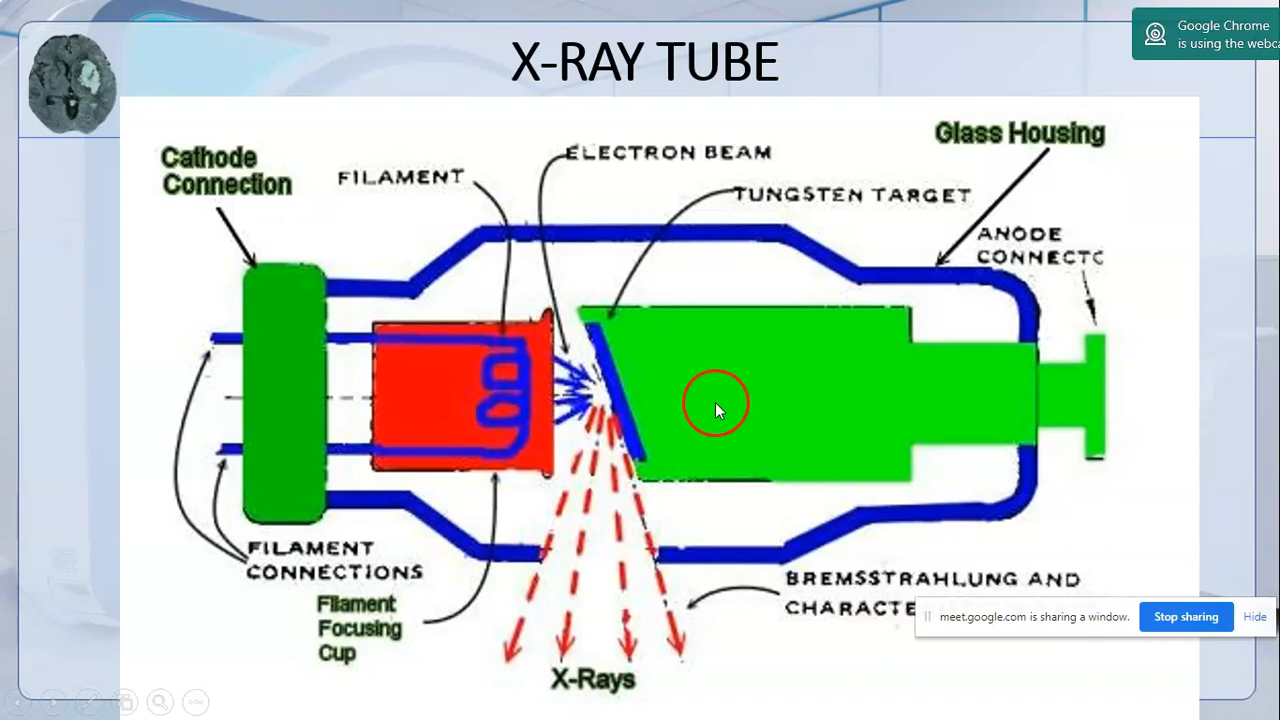 X-RAY TUBE
Google Chrome
is using the webca
Cathode
Connection
FILAMENT
ELECTRON BEAM
TUNGSTEN TARGET
Glass Housing
ANODE
CONNECTO
FILAMENT
CONNECTIONS
Filament
Focusing
Cup
X-Rays
BREMSSTRAHLUNG AND
CHARACTE
meet.google.com is sharing a window.
Stop sharing
Hide